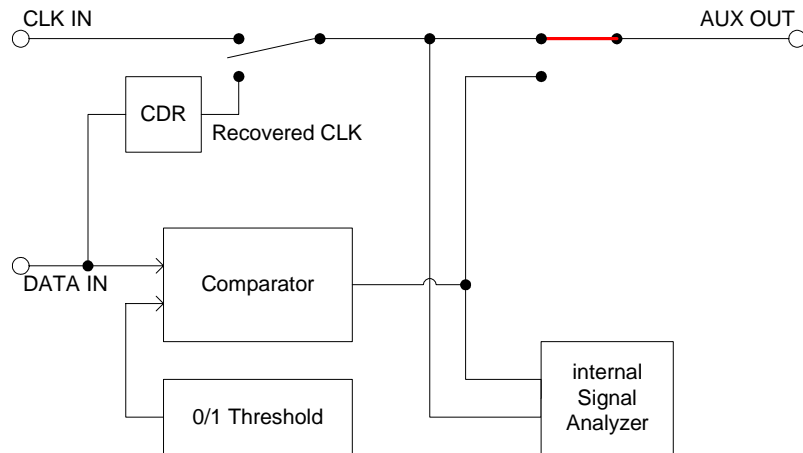 CLK IN
AUX OUT
CDR
Recovered CLK
DATA IN
Comparator
0/1 Threshold
internal
Signal
Analyzer